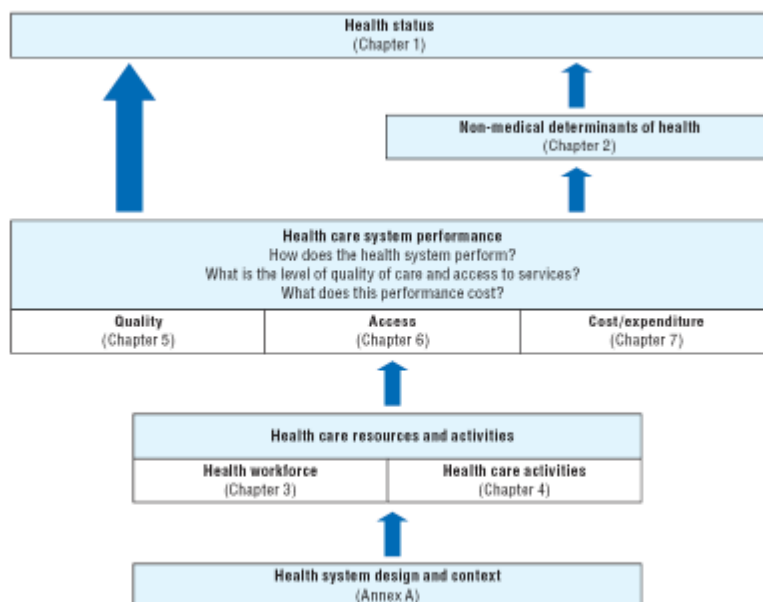 Health status
(Chapter 1)
Non-medical determinants of health
(Chapter 2)
Health care system performance
How does the health system perform?
What is the level of quality of care and access to services?
What does this performance cost?
Quality
(Chapter 5)
Access
(Chapter 6)
Cost/expenditure
(Chapter 7)
Health care resources and activities
Health workforce
(Chapter 3)
Health care activities
(Chapter 4)
Health system design and context
(Annex A)